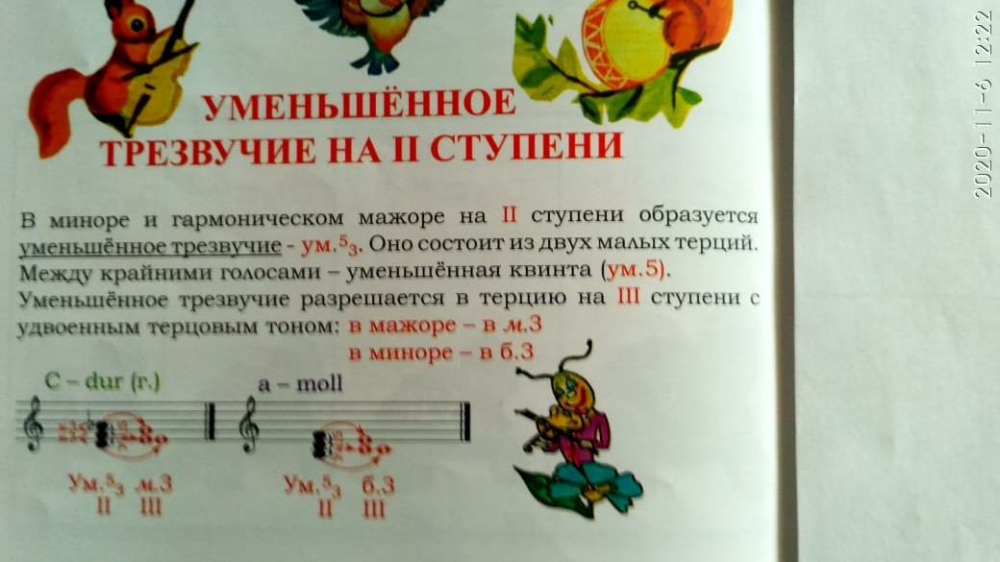 УМЕНЬШЁННОЕ
ТРЕЗВУЧИЕ НА II СТУПЕНИ
В миноре и гармоническом мажоре на II ступени образуется
уменьшённое трезвучие - ум.⁵₃. Оно состоит из двух малых терций.
Между крайними голосами – уменьшённая квинта (ум.5).
Уменьшённое трезвучие разрешается в терцию на III ступени с
удвоенным терцовым тоном: в мажоре – в м.3
в миноре – в б.3
C – dur (г.)
a – moll
Ум.⁵₃ м.3
II III
Ум.⁵₃ б.3
II III
2020-11-6 12:22